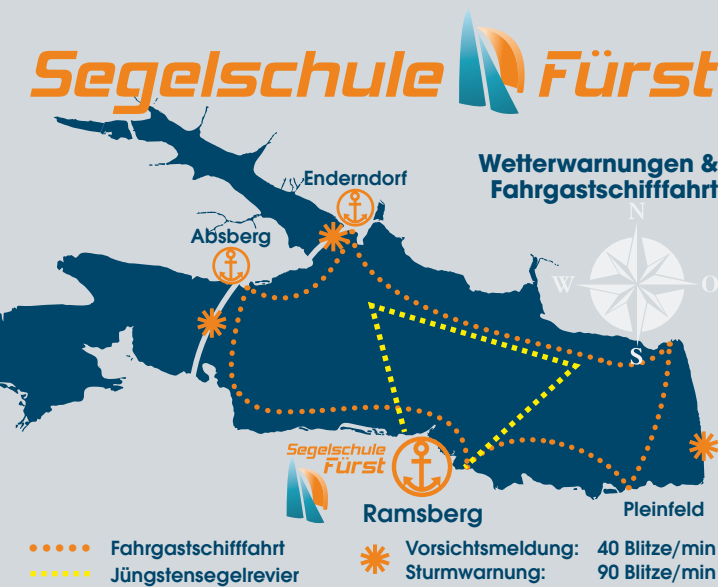 Segelschule Fürst
Wetterwarnungen &
Fahrgastschifffahrt
Enderndorf
Absberg
N
W
O
S
Segelschule
Fürst
Ramsberg
Pleinfeld
Fahrgastschifffahrt
Jüngstensegelrevier
Vorsichtsmeldung: 40 Blitze/min
Sturmwarnung: 90 Blitze/min